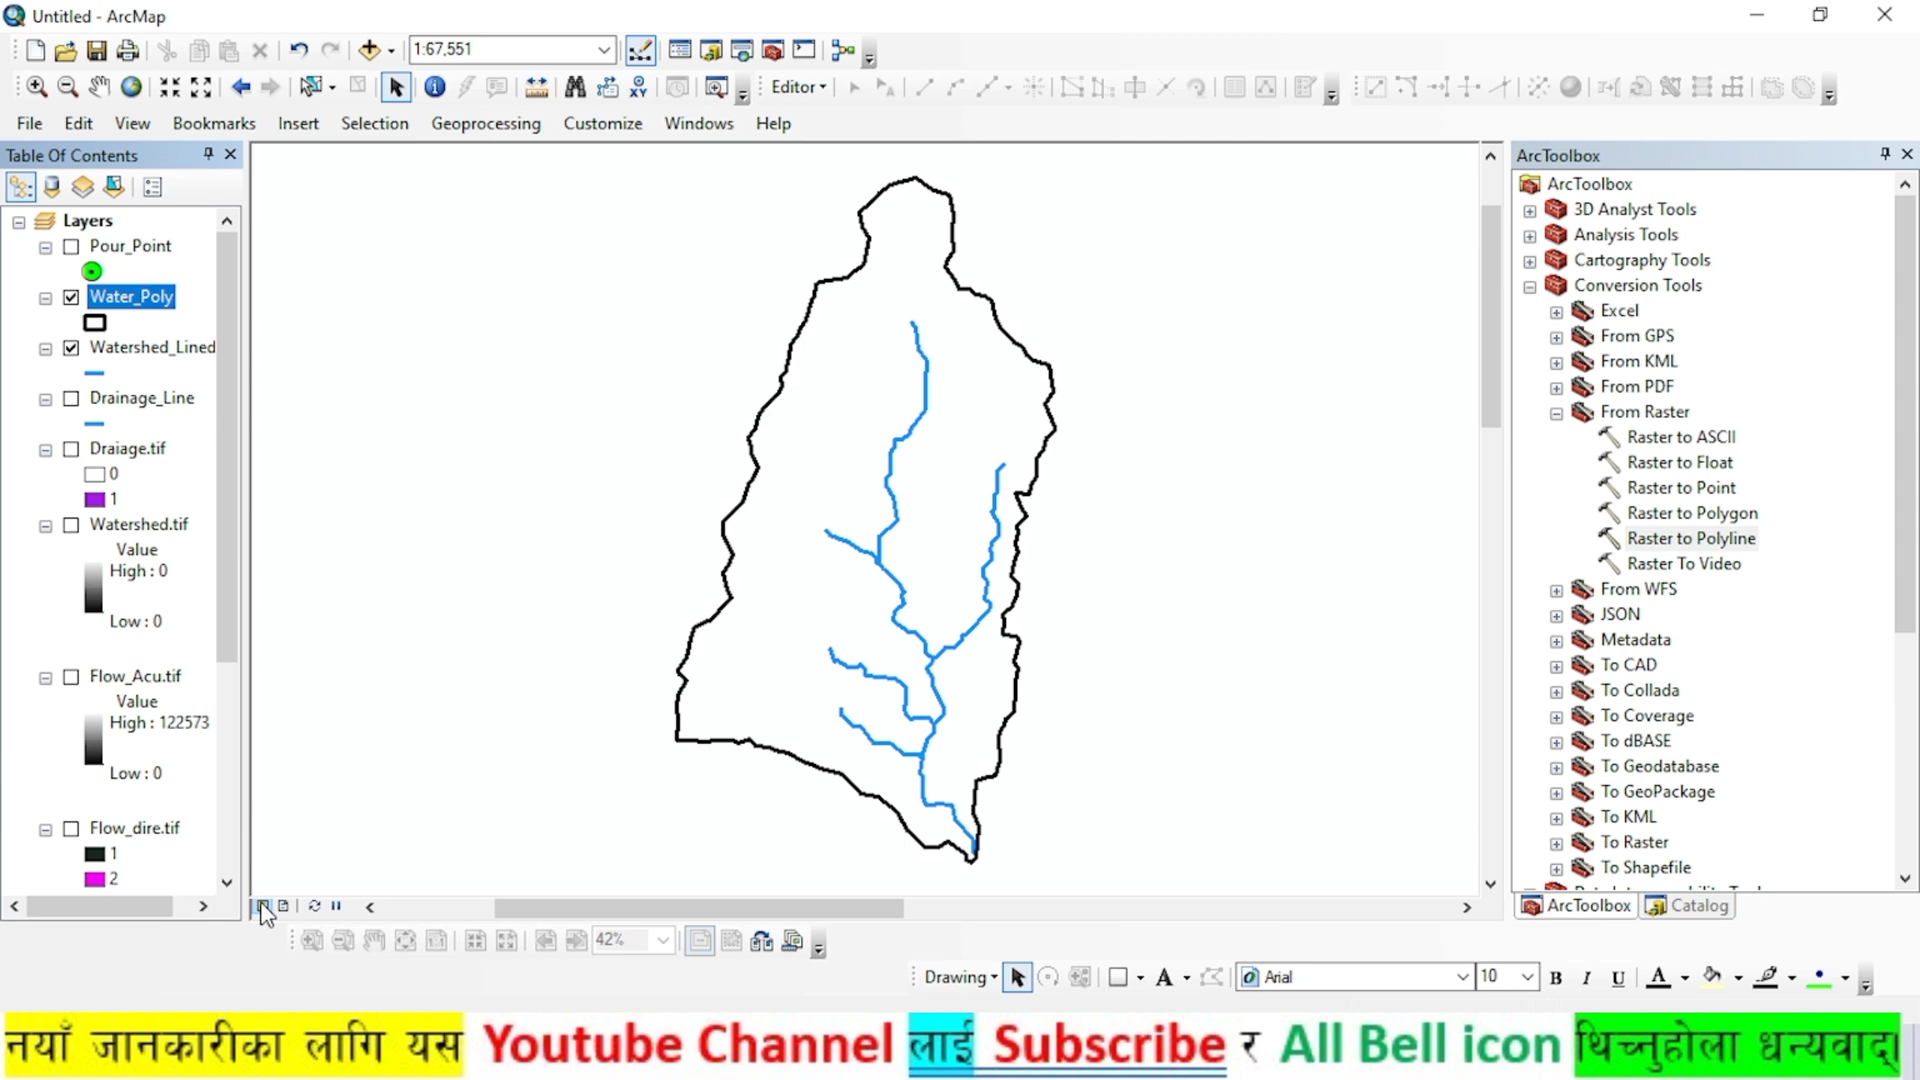 Untitled - ArcMap
1:67,551
Editor
File Edit View Bookmarks Insert Selection Geoprocessing Customize Windows Help
Table Of Contents
Layers
Pour_Point
Water_Poly
Watershed_Lined
Drainage_Line
Draiage.tif
0
1
Watershed.tif
Value
High : 0
Low : 0
Flow_Acu.tif
Value
High : 122573
Low : 0
Flow_dire.tif
1
2
ArcToolbox
ArcToolbox
3D Analyst Tools
Analysis Tools
Cartography Tools
Conversion Tools
Excel
From GPS
From KML
From PDF
From Raster
Raster to ASCII
Raster to Float
Raster to Point
Raster to Polygon
Raster to Polyline
Raster To Video
From WFS
JSON
Metadata
To CAD
To Collada
To Coverage
To dBASE
To Geodatabase
To GeoPackage
To KML
To Raster
To Shapefile
ArcToolbox Catalog
42%
Drawing A Arial 10 B I U A
नयाँ जानकारीका लागि यस Youtube Channel लाई Subscribe र All Bell icon थिच्नुहोला धन्यवाद्।